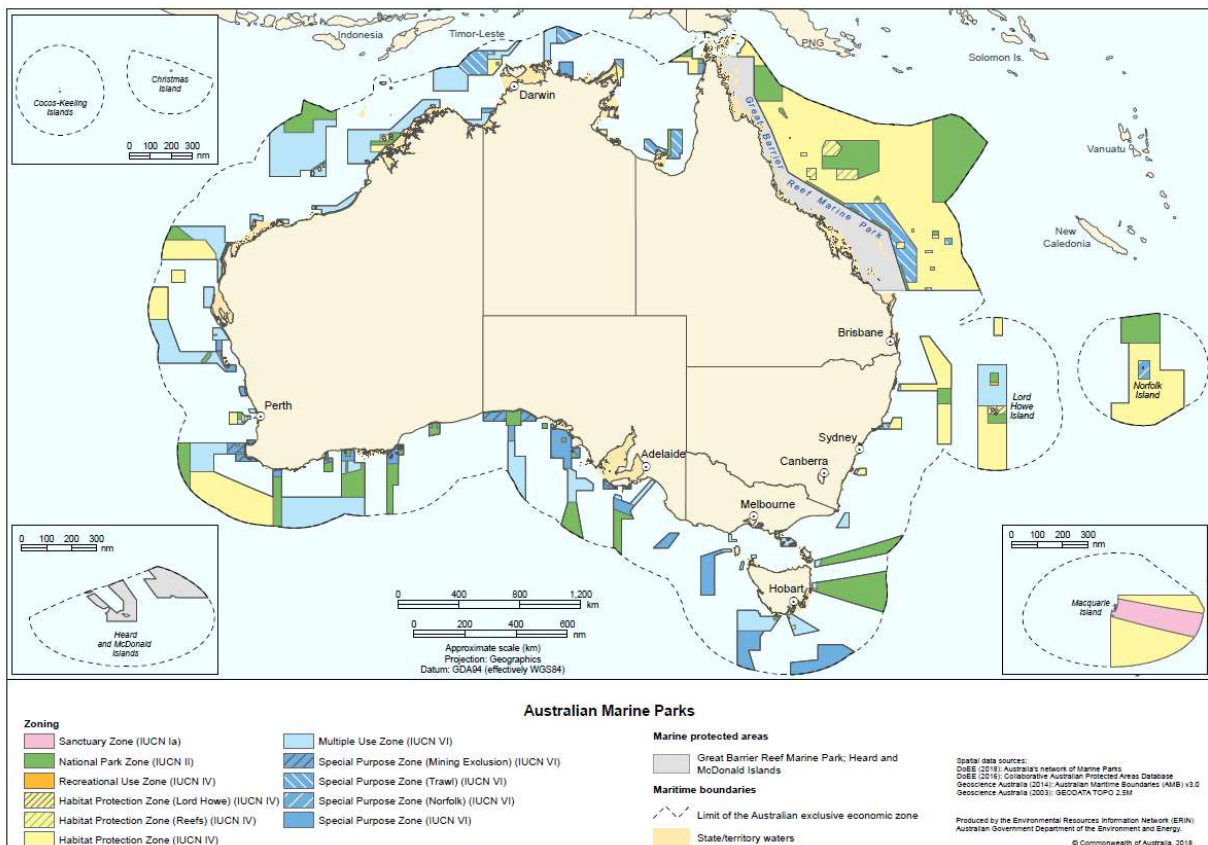 Indonesia
Timor-Leste
PNG
Solomon Is.
Vanuatu
New
Caledonia
Cocos-Keeling
Islands
Christmas
Island
0 100 200 300
nm
Darwin
Great Barrier Reef Marine Park
Brisbane
Lord
Howe
Island
Norfolk
Island
Perth
Adelaide
Sydney
Canberra
Melbourne
Hobart
0 100 200 300
nm
Heard
and McDonald
Islands
0 400 800 1,200
km
0 200 400 600
nm
Approximate scale (km)
Projection: Geographics
Datum: GDA94 (effectively WGS84)
0 100 200 300
nm
Macquarie
Island
Australian Marine Parks
Zoning
Sanctuary Zone (IUCN Ia)
National Park Zone (IUCN II)
Recreational Use Zone (IUCN IV)
Habitat Protection Zone (Lord Howe) (IUCN IV)
Habitat Protection Zone (Reefs) (IUCN IV)
Habitat Protection Zone (IUCN IV)
Multiple Use Zone (IUCN VI)
Special Purpose Zone (Mining Exclusion) (IUCN VI)
Special Purpose Zone (Trawl) (IUCN VI)
Special Purpose Zone (Norfolk) (IUCN VI)
Special Purpose Zone (IUCN VI)
Marine protected areas
Great Barrier Reef Marine Park; Heard and
McDonald Islands
Maritime boundaries
Limit of the Australian exclusive economic zone
State/territory waters
Spatial data sources:
DoEE (2018): Australia's network of Marine Parks
DoEE (2016): Collaborative Australian Protected Areas Database
Geoscience Australia (2014): Australian Maritime Boundaries (AMB) v3.0
Geoscience Australia (2003): GEODATA TOPO 2.5M
Produced by the Environmental Resources Information Network (ERIN)
Australian Government Department of the Environment and Energy.
© Commonwealth of Australia, 2018